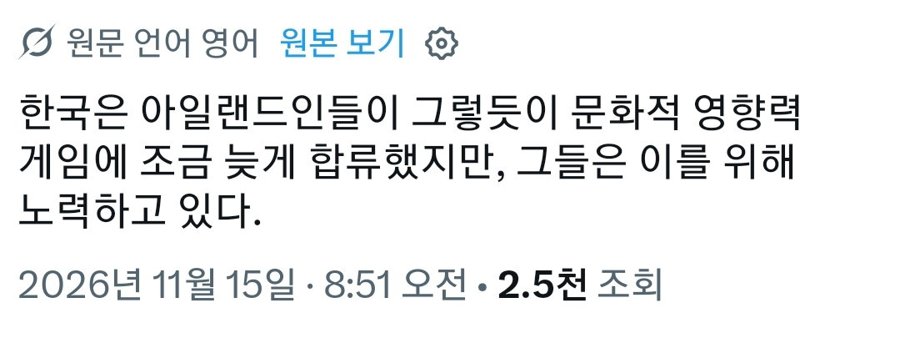 원문 언어 영어 원본 보기
한국은 아일랜드인들이 그렇듯이 문화적 영향력
게임에 조금 늦게 합류했지만, 그들은 이를 위해
노력하고 있다.
2026년 11월 15일 · 8:51 오전 · 2.5천 조회